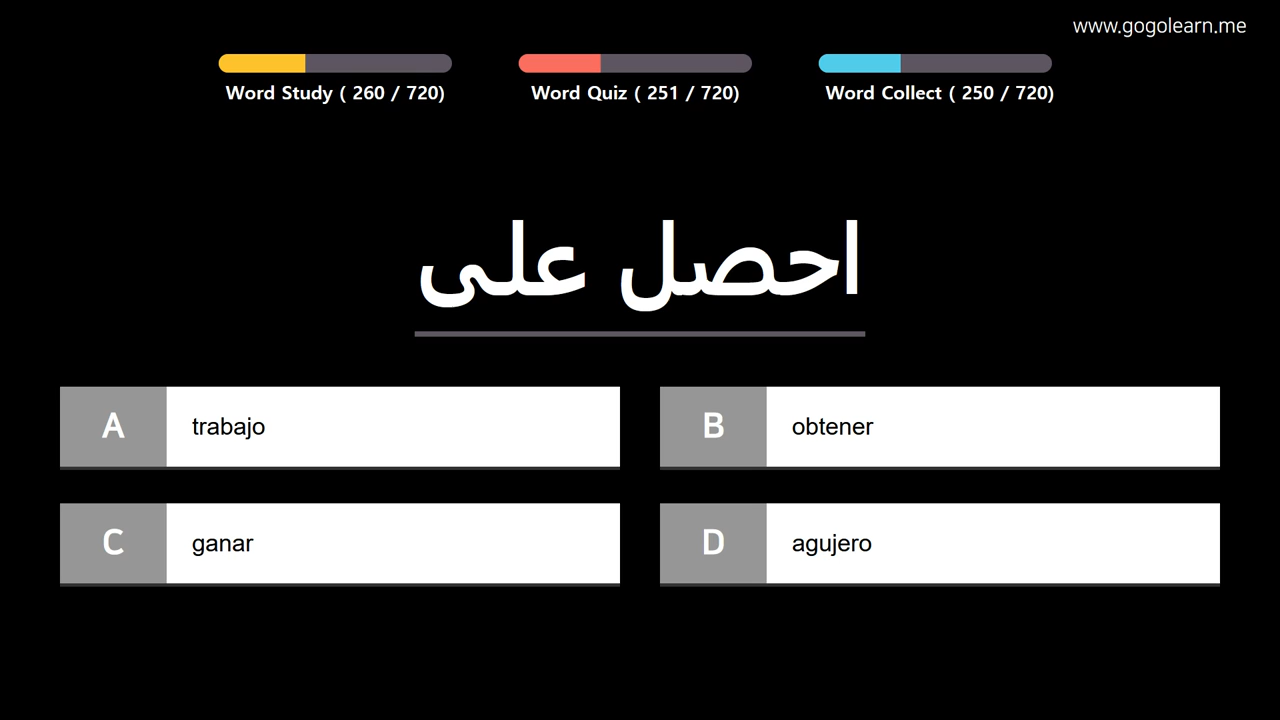 www.gogolearn.me
Word Study ( 260 / 720)
Word Quiz ( 251 / 720)
Word Collect ( 250 / 720)
احصل على
A trabajo
B obtener
C ganar
D agujero